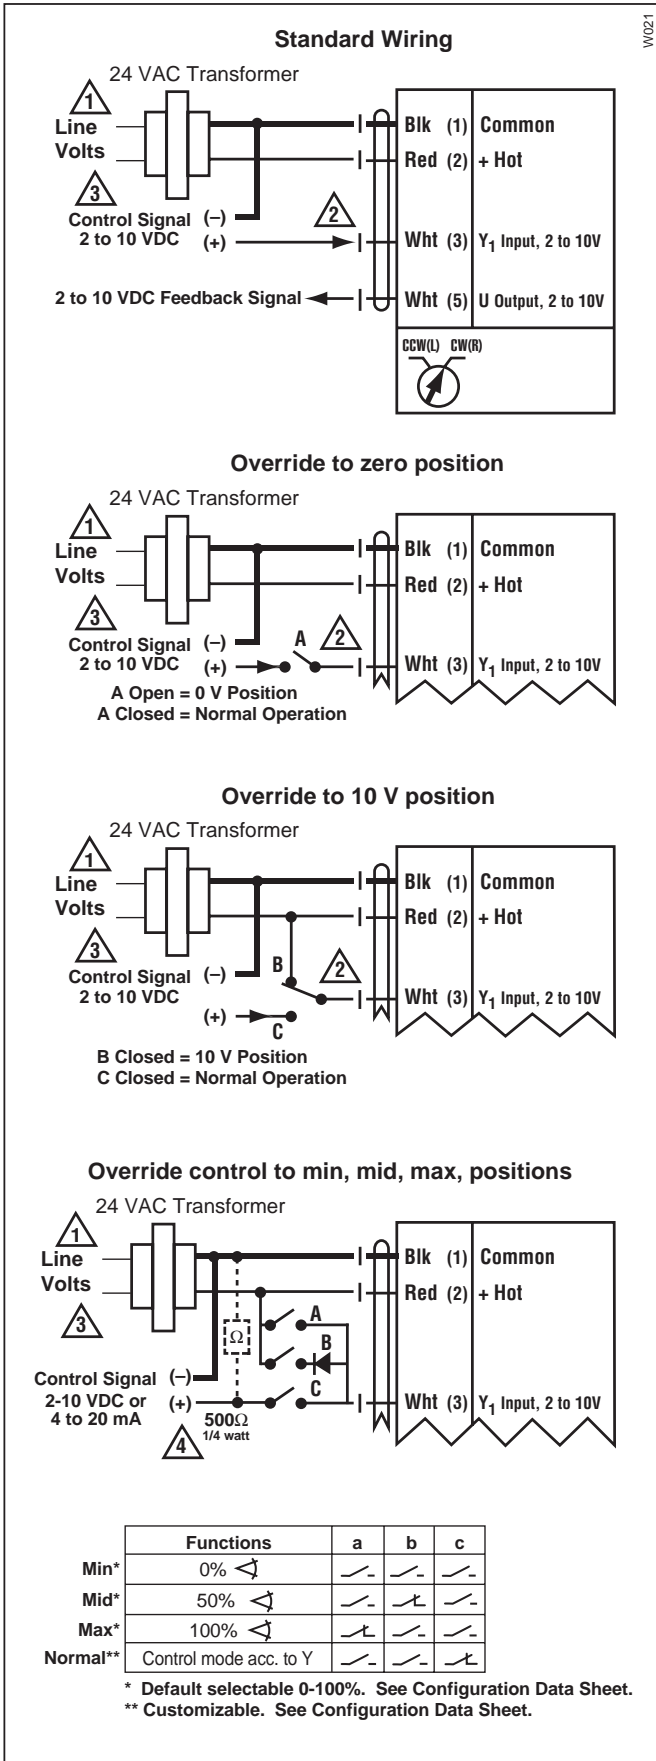 W021
Standard Wiring
24 VAC Transformer
1
Line
Volts
3
Control Signal (–)
2 to 10 VDC (+)
2
2 to 10 VDC Feedback Signal
Blk (1) Common
Red (2) + Hot
Wht (3) Y1 Input, 2 to 10V
Wht (5) U Output, 2 to 10V
CCW(L) CW(R)
Override to zero position
24 VAC Transformer
1
Line
Volts
3
Control Signal (–)
2 to 10 VDC (+)
A 2
A Open = 0 V Position
A Closed = Normal Operation
Blk (1) Common
Red (2) + Hot
Wht (3) Y1 Input, 2 to 10V
Override to 10 V position
24 VAC Transformer
1
Line
Volts
3
Control Signal (–)
2 to 10 VDC
(+)
B 2
C
B Closed = 10 V Position
C Closed = Normal Operation
Blk (1) Common
Red (2) + Hot
Wht (3) Y1 Input, 2 to 10V
Override control to min, mid, max, positions
24 VAC Transformer
1
Line
Volts
3
Control Signal (–)
2-10 VDC or (+)
4 to 20 mA
4
Ω
500Ω
1/4 watt
A
B
C
Blk (1) Common
Red (2) + Hot
Wht (3) Y1 Input, 2 to 10V
Functions a b c
Min* 0%
Mid* 50%
Max* 100%
Normal** Control mode acc. to Y
* Default selectable 0-100%. See Configuration Data Sheet.
** Customizable. See Configuration Data Sheet.